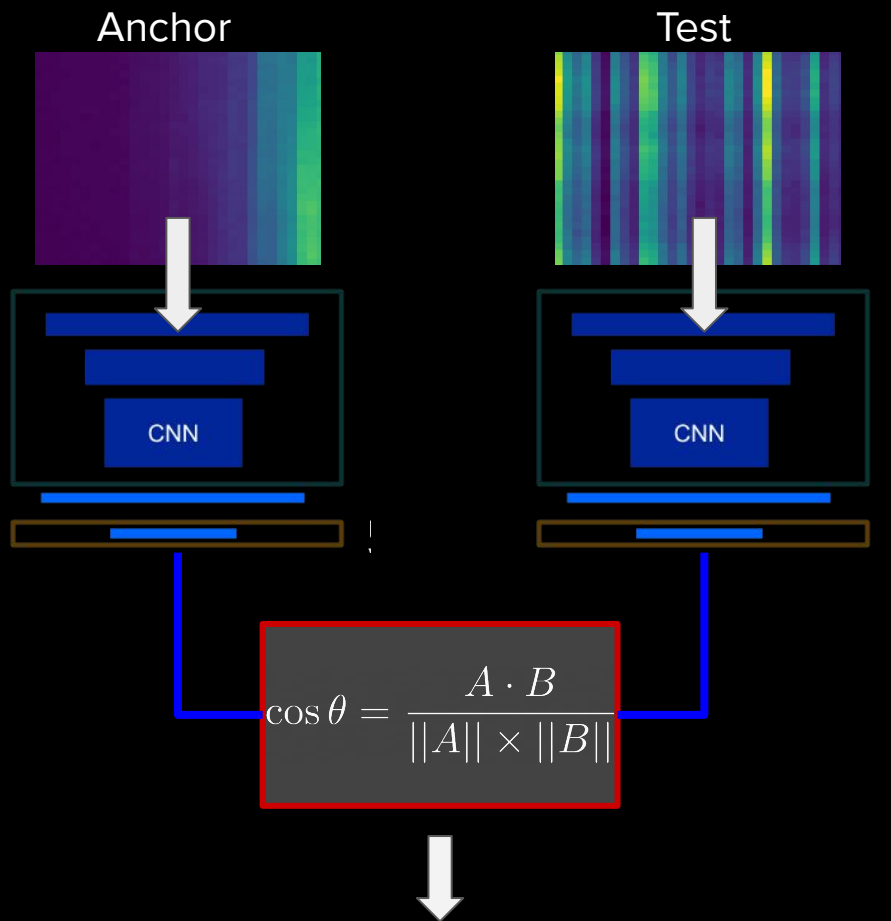 Anchor
Test
CNN
CNN
cos θ = A · B / ||A|| × ||B||